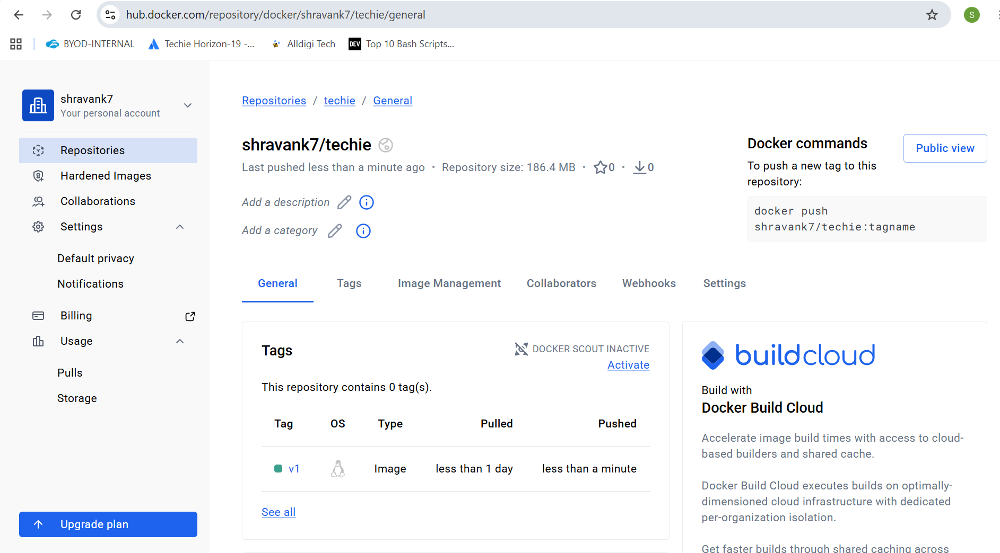 hub.docker.com/repository/docker/shravank7/techie/general
S
BYOD-INTERNAL
Techie Horizon-19 -...
Alldigi Tech
DEV
Top 10 Bash Scripts...
shravank7
Your personal account
Repositories
Hardened Images
Collaborations
Settings
Default privacy
Notifications
Billing
Usage
Pulls
Storage
Upgrade plan
Repositories / techie / General
shravank7/techie
Last pushed less than a minute ago • Repository size: 186.4 MB • 0 • 0
Add a description
Add a category
Docker commands
Public view
To push a new tag to this
repository:
docker push
shravank7/techie:tagname
General
Tags
Image Management
Collaborators
Webhooks
Settings
Tags
DOCKER SCOUT INACTIVE
Activate
This repository contains 0 tag(s).
Tag OS Type Pulled Pushed
v1 Image less than 1 day less than a minute
See all
buildcloud
Build with
Docker Build Cloud
Accelerate image build times with access to cloud-
based builders and shared cache.
Docker Build Cloud executes builds on optimally-
dimensioned cloud infrastructure with dedicated
per-organization isolation.
Get faster builds through shared caching across